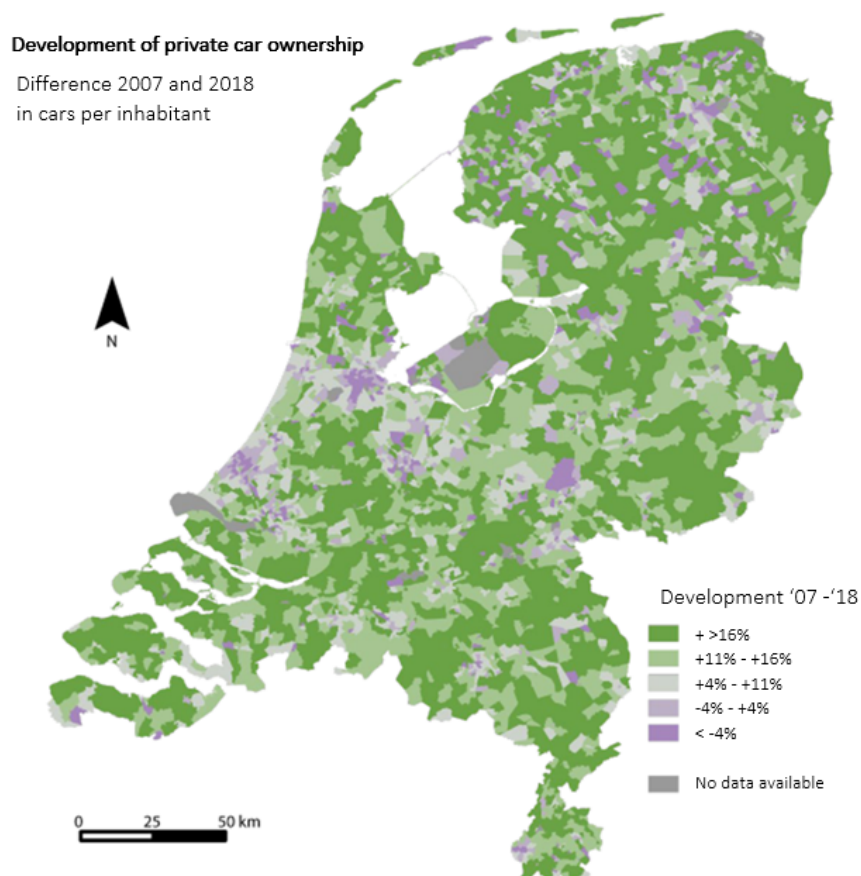 Development of private car ownership
Difference 2007 and 2018
in cars per inhabitant
N
Development ‘07 -‘18
+ >16%
+11% - +16%
+4% - +11%
-4% - +4%
< -4%
No data available
0 25 50 km